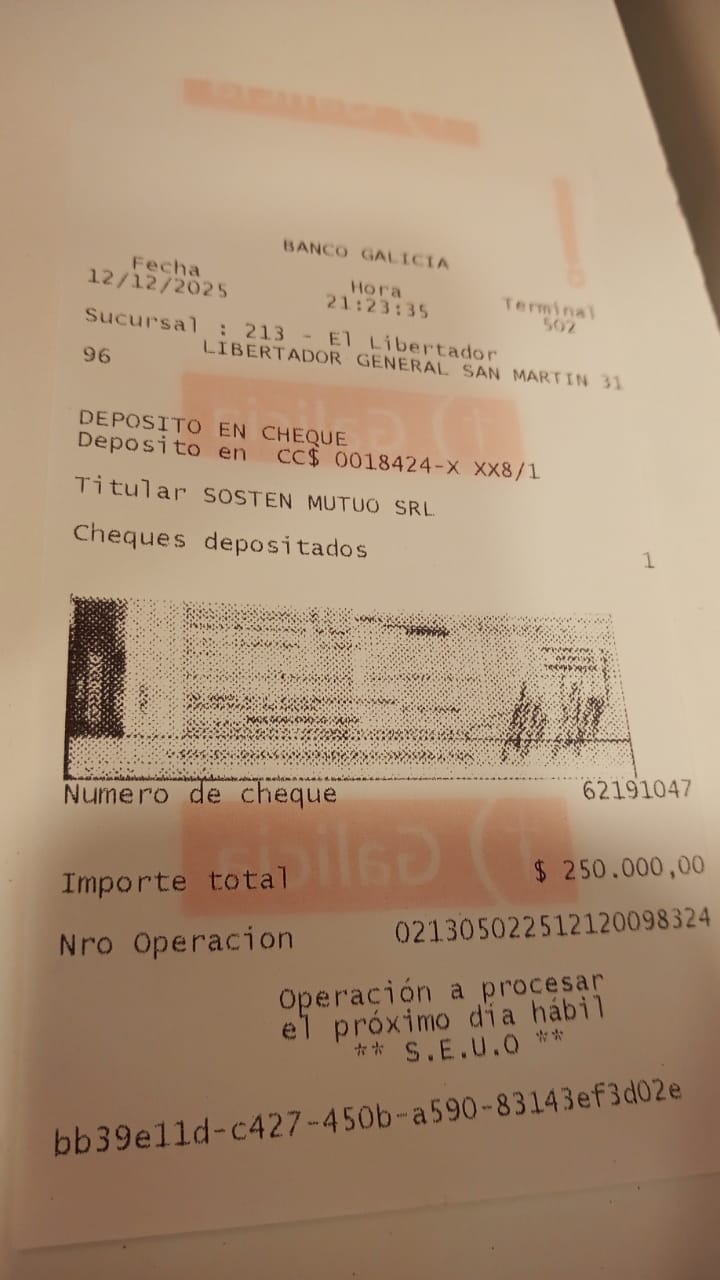 BANCO GALICIA
Fecha Hora Terminal
12/12/2025 21:23:35 502
Sucursal : 213 - El Libertador
LIBERTADOR GENERAL SAN MARTIN 31
96
DEPOSITO EN CHEQUE
Deposito en CC$ 0018424-X XX8/1
Titular SOSTEN MUTUO SRL
Cheques depositados 1
Numero de cheque 62191047
Galicia
Importe total $ 250.000,00
Nro Operacion 021305022512120098324
Operación a procesar
el próximo día hábil
** S.E.U.O **
bb39e11d-c427-450b-a590-83143ef3d02e